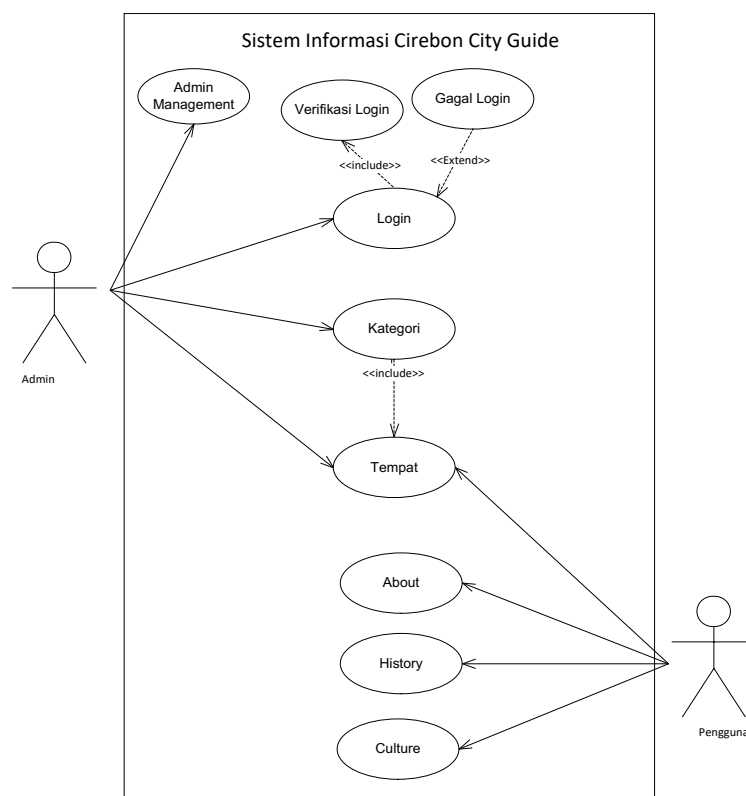 Sistem Informasi Cirebon City Guide
Admin
Management
Verifikasi Login
Gagal Login
<<include>>
<<Extend>>
Login
Kategori
<<include>>
Admin
Tempat
About
History
Pengguna
Culture